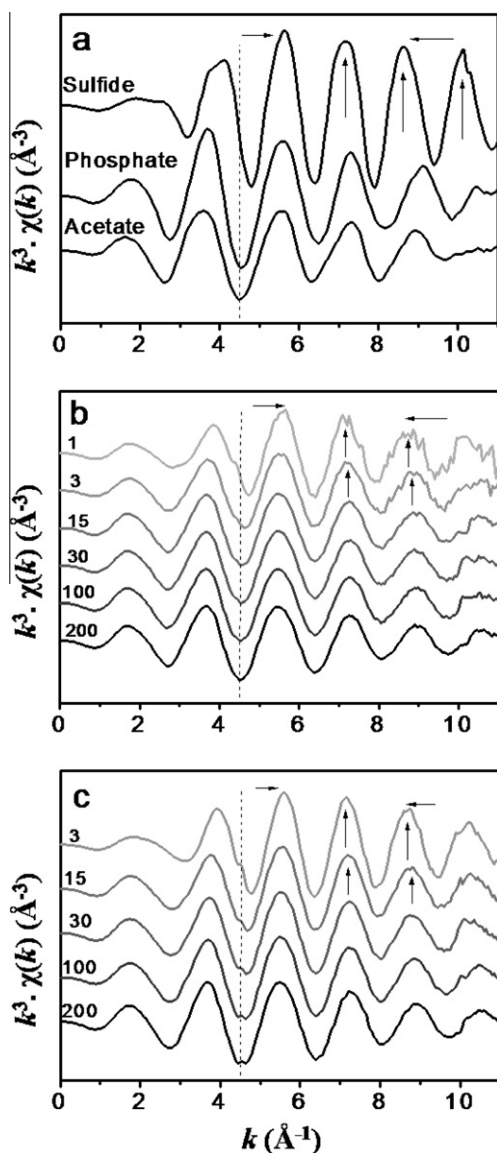 a
Sulfide
Phosphate
Acetate
k³. χ(k) (Å⁻³)
0 2 4 6 8 10
b
1
3
15
30
100
200
k³. χ(k) (Å⁻³)
0 2 4 6 8 10
c
3
15
30
100
200
k³. χ(k) (Å⁻³)
0 2 4 6 8 10
k (Å⁻¹)